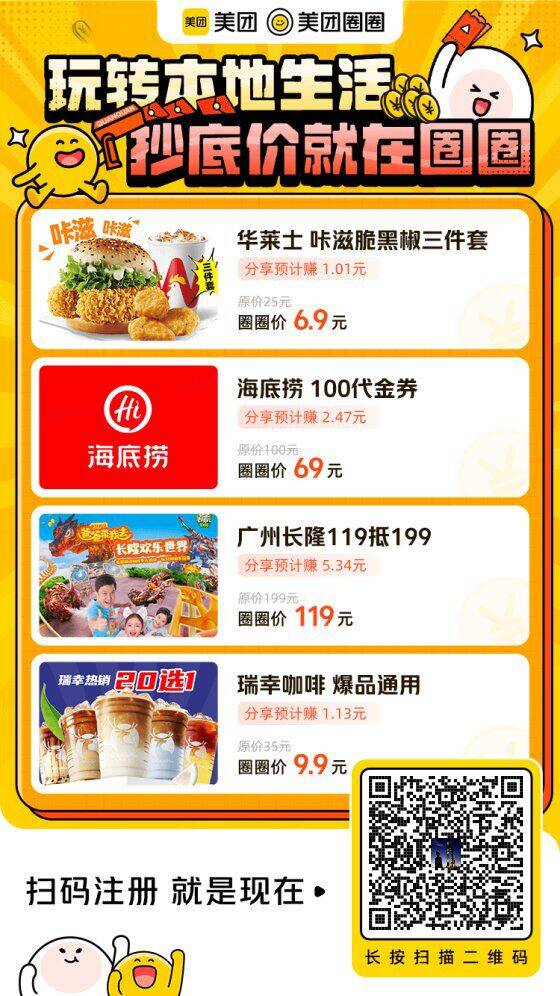 美团 美团 美团圈圈
玩转本地生活
QUANQUAN
抄底价就在圈圈
咔滋 咔滋
三件套
华莱士 咔滋脆黑椒三件套
分享预计赚 1.01元
原价25元
圈圈价 6.9元
Hi
海底捞
海底捞 100代金券
分享预计赚 2.47元
原价100元
圈圈价 69元
爸爸带我去
长隆欢乐世界
广州长隆119抵199
分享预计赚 5.34元
原价199元
圈圈价 119元
瑞幸热销 20选1
瑞幸咖啡 爆品通用
分享预计赚 1.13元
原价35元
圈圈价 9.9元
扫码注册 就是现在
长按扫描二维码